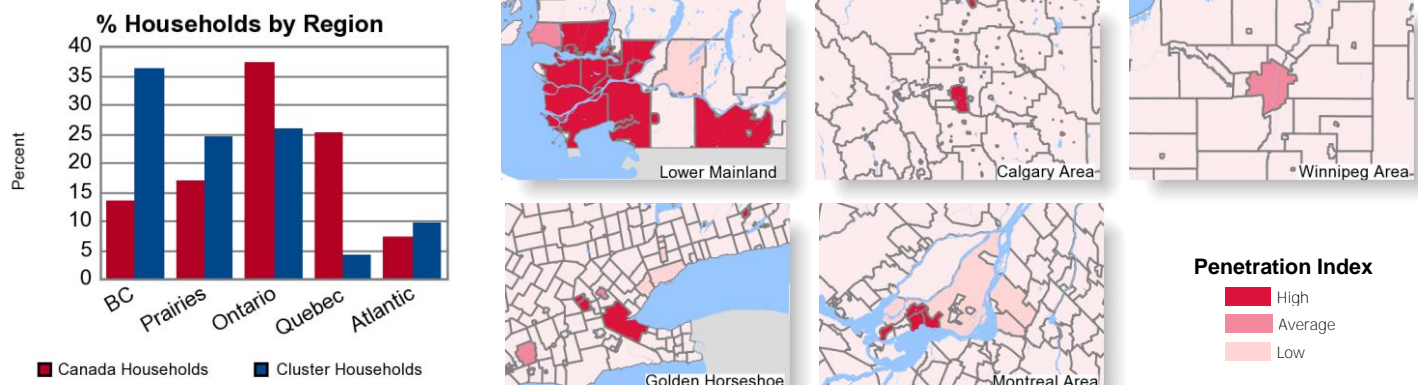 % Households by Region
40
35
30
25
20
15
10
5
0
Percent
BC
Prairies
Ontario
Quebec
Atlantic
Canada Households
Cluster Households
Lower Mainland
Calgary Area
Winnipeg Area
Golden Horseshoe
Montreal Area
Penetration Index
High
Average
Low